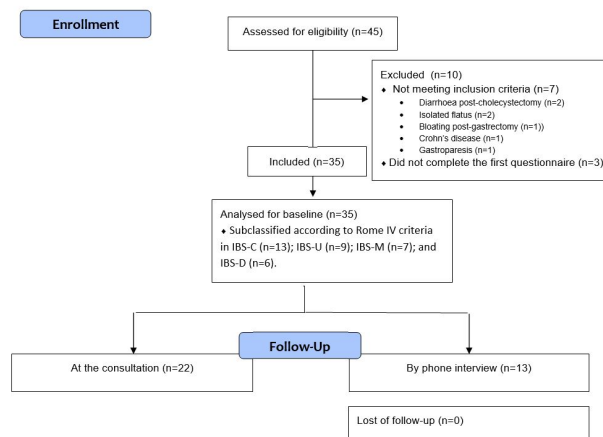 Enrollment
Assessed for eligibility (n=45)
Excluded (n=10)
♦ Not meeting inclusion criteria (n=7)
• Diarrhoea post-cholecystectomy (n=2)
• Isolated flatus (n=2)
• Bloating post-gastrectomy (n=1))
• Crohn's disease (n=1)
• Gastroparesis (n=1)
♦ Did not complete the first questionnaire (n=3)
Included (n=35)
Analysed for baseline (n=35)
♦ Subclassified according to Rome IV criteria
in IBS-C (n=13); IBS-U (n=9); IBS-M (n=7); and
IBS-D (n=6).
Follow-Up
At the consultation (n=22)
By phone interview (n=13)
Lost of follow-up (n=0)